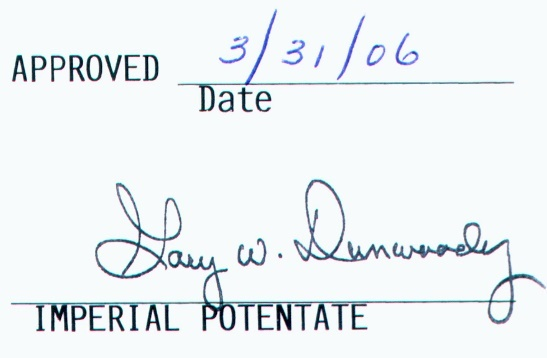 APPROVED 3/31/06
Date
Gary W. Dunwoody
IMPERIAL POTENTATE